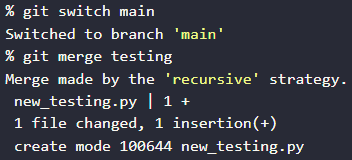 % git switch main
Switched to branch 'main'
% git merge testing
Merge made by the 'recursive' strategy.
 new_testing.py | 1 +
 1 file changed, 1 insertion(+)
 create mode 100644 new_testing.py